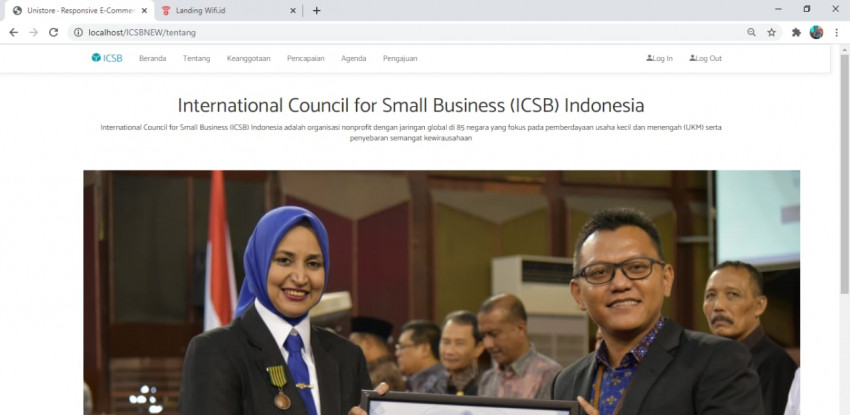 Unistore - Responsive E-Commer
Landing Wifi.id
localhost/ICSBNEW/tentang
ICSB Beranda Tentang Keanggotaan Pencapaian Agenda Pengajuan Log In Log Out
International Council for Small Business (ICSB) Indonesia
International Council for Small Business (ICSB) Indonesia adalah organisasi nonprofit dengan jaringan global di 85 negara yang fokus pada pemberdayaan usaha kecil dan menengah (UKM) serta
penyebaran semangat kewirausahaan